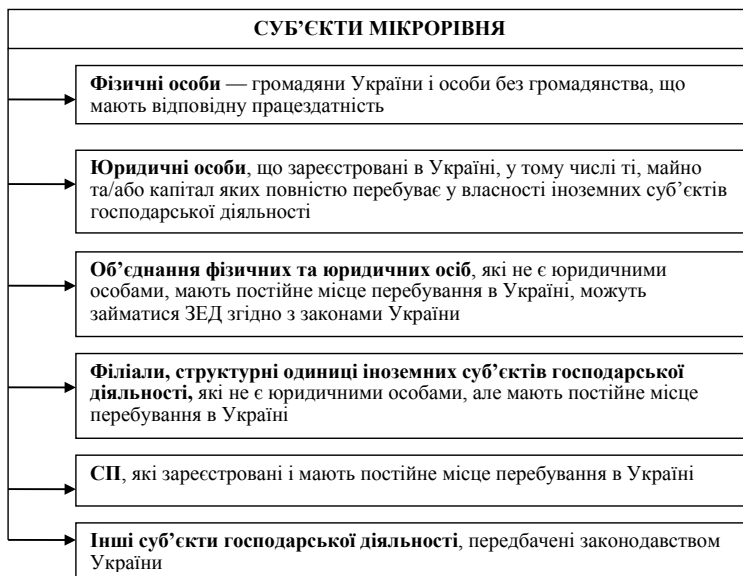 СУБ’ЄКТИ МІКРОРІВНЯ
Фізичні особи — громадяни України і особи без громадянства, що
мають відповідну працездатність
Юридичні особи, що зареєстровані в Україні, у тому числі ті, майно
та/або капітал яких повністю перебуває у власності іноземних суб’єктів
господарської діяльності
Об’єднання фізичних та юридичних осіб, які не є юридичними
особами, мають постійне місце перебування в Україні, можуть
займатися ЗЕД згідно з законами України
Філіали, структурні одиниці іноземних суб’єктів господарської
діяльності, які не є юридичними особами, але мають постійне місце
перебування в Україні
СП, які зареєстровані і мають постійне місце перебування в Україні
Інші суб’єкти господарської діяльності, передбачені законодавством
України